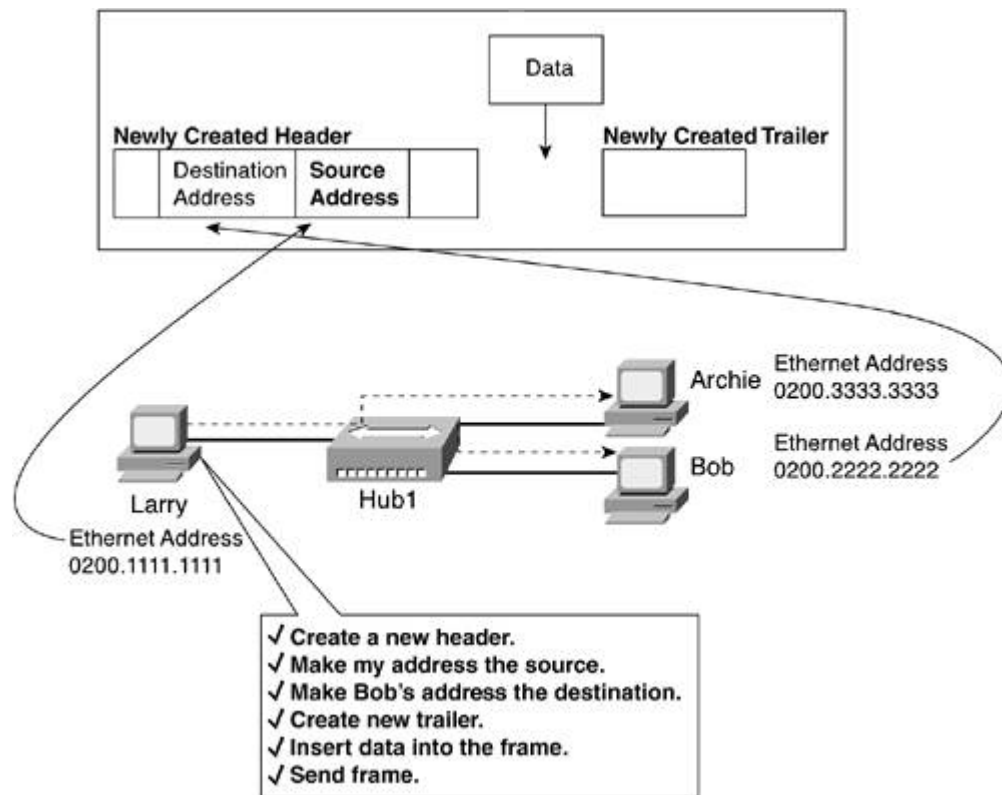 Data
Newly Created Header
Newly Created Trailer
Destination
Address
Source
Address
Archie
Ethernet Address
0200.3333.3333
Ethernet Address
0200.2222.2222
Bob
Larry
Hub1
Ethernet Address
0200.1111.1111
√ Create a new header.
√ Make my address the source.
√ Make Bob's address the destination.
√ Create new trailer.
√ Insert data into the frame.
√ Send frame.